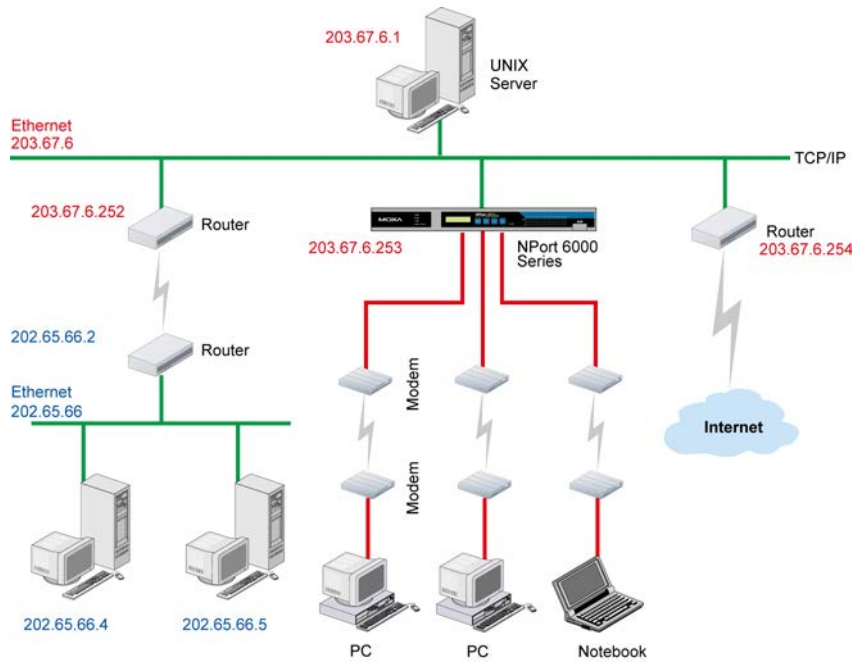 203.67.6.1
UNIX
Server
Ethernet
203.67.6
TCP/IP
203.67.6.252
Router
MOXA
203.67.6.253
NPort 6000
Series
Router
203.67.6.254
202.65.66.2
Router
Ethernet
202.65.66
Modem
Modem
Internet
202.65.66.4
202.65.66.5
PC
PC
Notebook